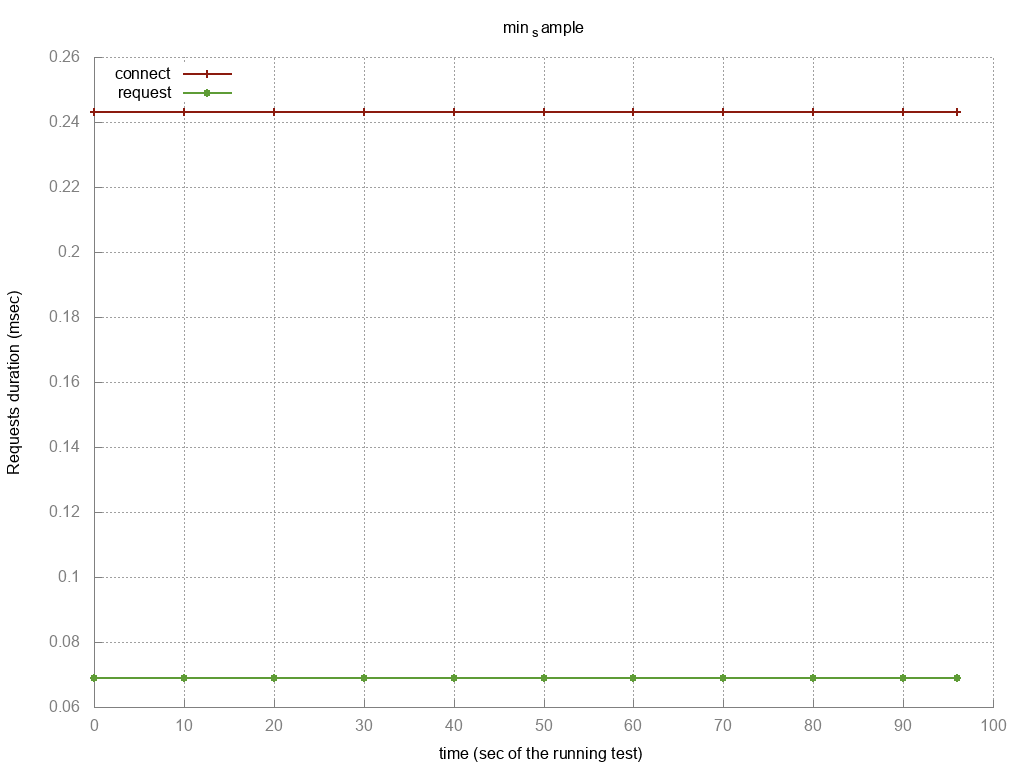 min sample
connect
request
0.26
0.24
0.22
0.2
0.18
0.16
0.14
0.12
0.1
0.08
0.06
Requests duration (msec)
0 10 20 30 40 50 60 70 80 90 100
time (sec of the running test)